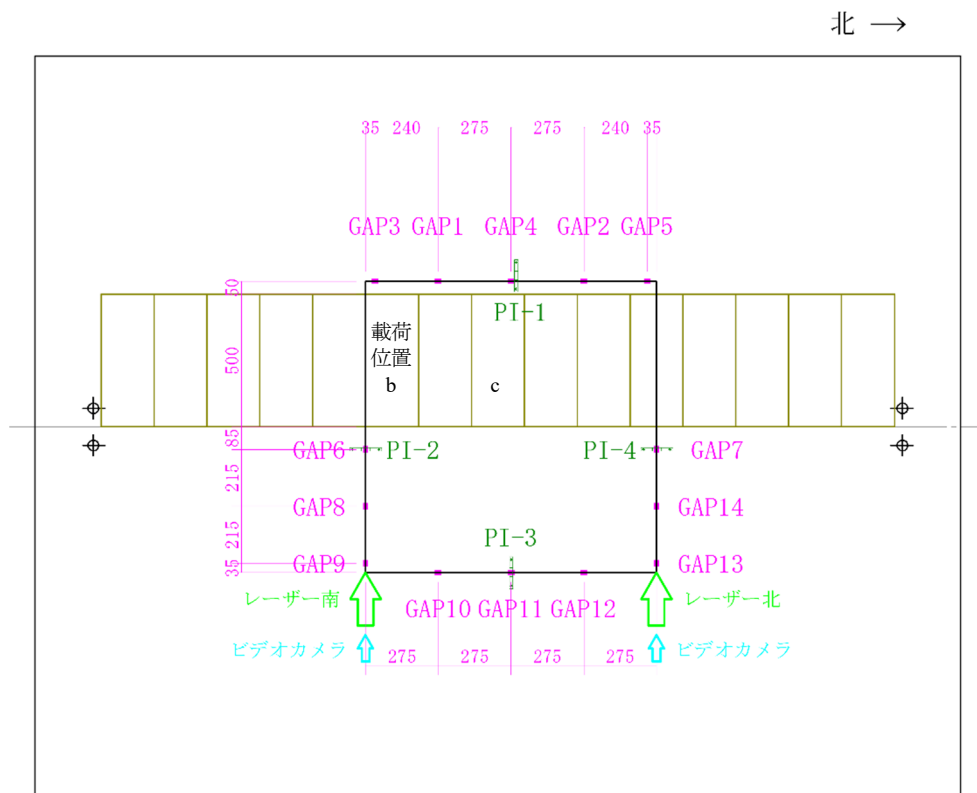 北 →
35 240 275 275 240 35
GAP3 GAP1 GAP4 GAP2 GAP5
50
PI-1
載荷
位置
b
c
500
85
GAP6 PI-2 PI-4 GAP7
215
GAP8 GAP14
215
PI-3
GAP9 GAP13
35
レーザー南 レーザー北
GAP10 GAP11 GAP12
ビデオカメラ ビデオカメラ
275 275 275 275